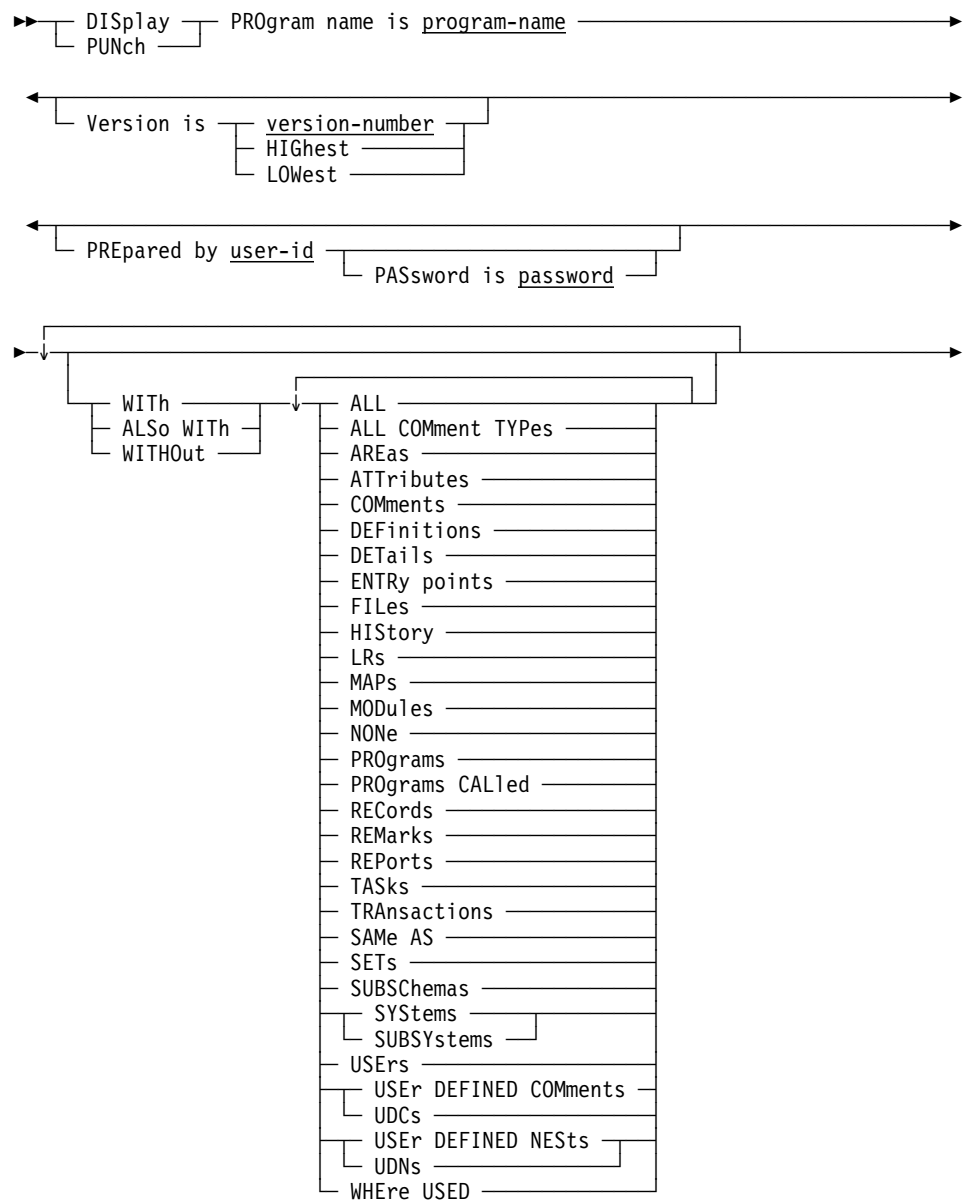 DISplay PROgram name is program-name
PUNch
Version is version-number
HIGhest
LOWest
PREpared by user-id
PASsword is password
WITh ALL
ALSo WITh ALL COMment TYPes
WITHOut AREas
ATTributes
COMments
DEFinitions
DETails
ENTRy points
FILes
HIStory
LRs
MAPs
MODules
NONe
PROgrams
PROgrams CALled
RECords
REMarks
REPorts
TASks
TRAnsactions
SAMe AS
SETs
SUBSChemas
SYStems
SUBSYstems
USErs
USEr DEFINED COMments
UDCs
USEr DEFINED NESts
UDNs
WHEre USED